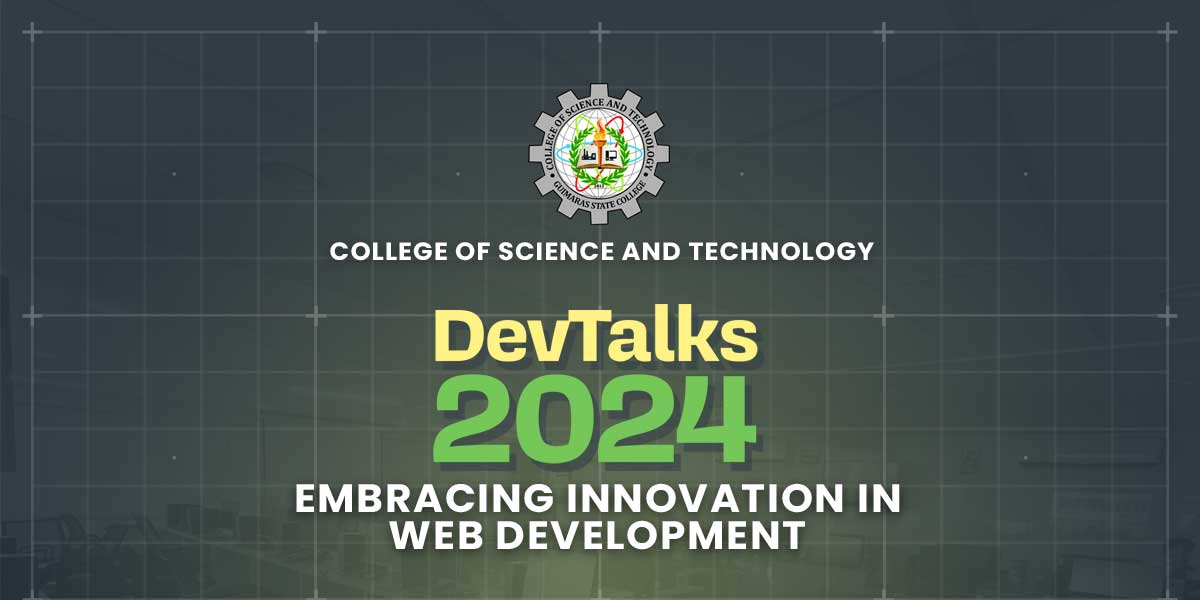 COLLEGE OF SCIENCE AND TECHNOLOGY
GUIMARAS STATE COLLEGE
COLLEGE OF SCIENCE AND TECHNOLOGY
DevTalks
2024
EMBRACING INNOVATION IN
WEB DEVELOPMENT